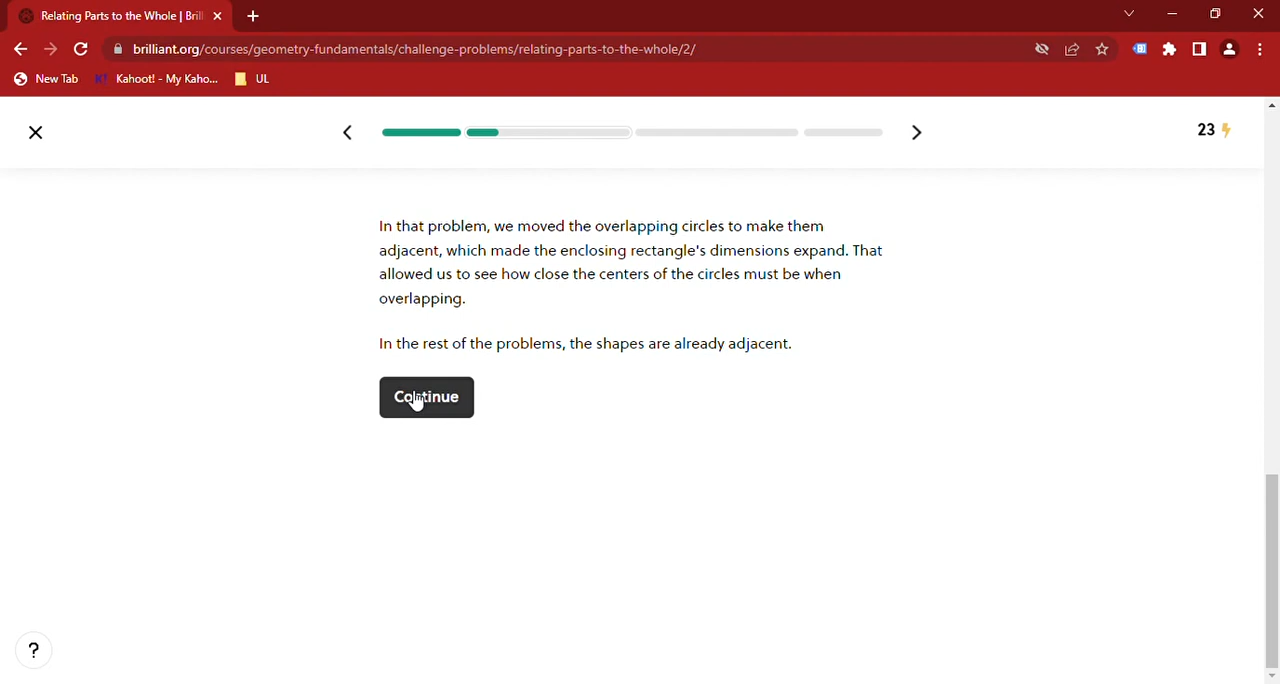 Relating Parts to the Whole | Bril
brilliant.org/courses/geometry-fundamentals/challenge-problems/relating-parts-to-the-whole/2/
New Tab
K! Kahoot! - My Kaho...
UL
23
In that problem, we moved the overlapping circles to make them
adjacent, which made the enclosing rectangle's dimensions expand. That
allowed us to see how close the centers of the circles must be when
overlapping.
In the rest of the problems, the shapes are already adjacent.
Continue
?